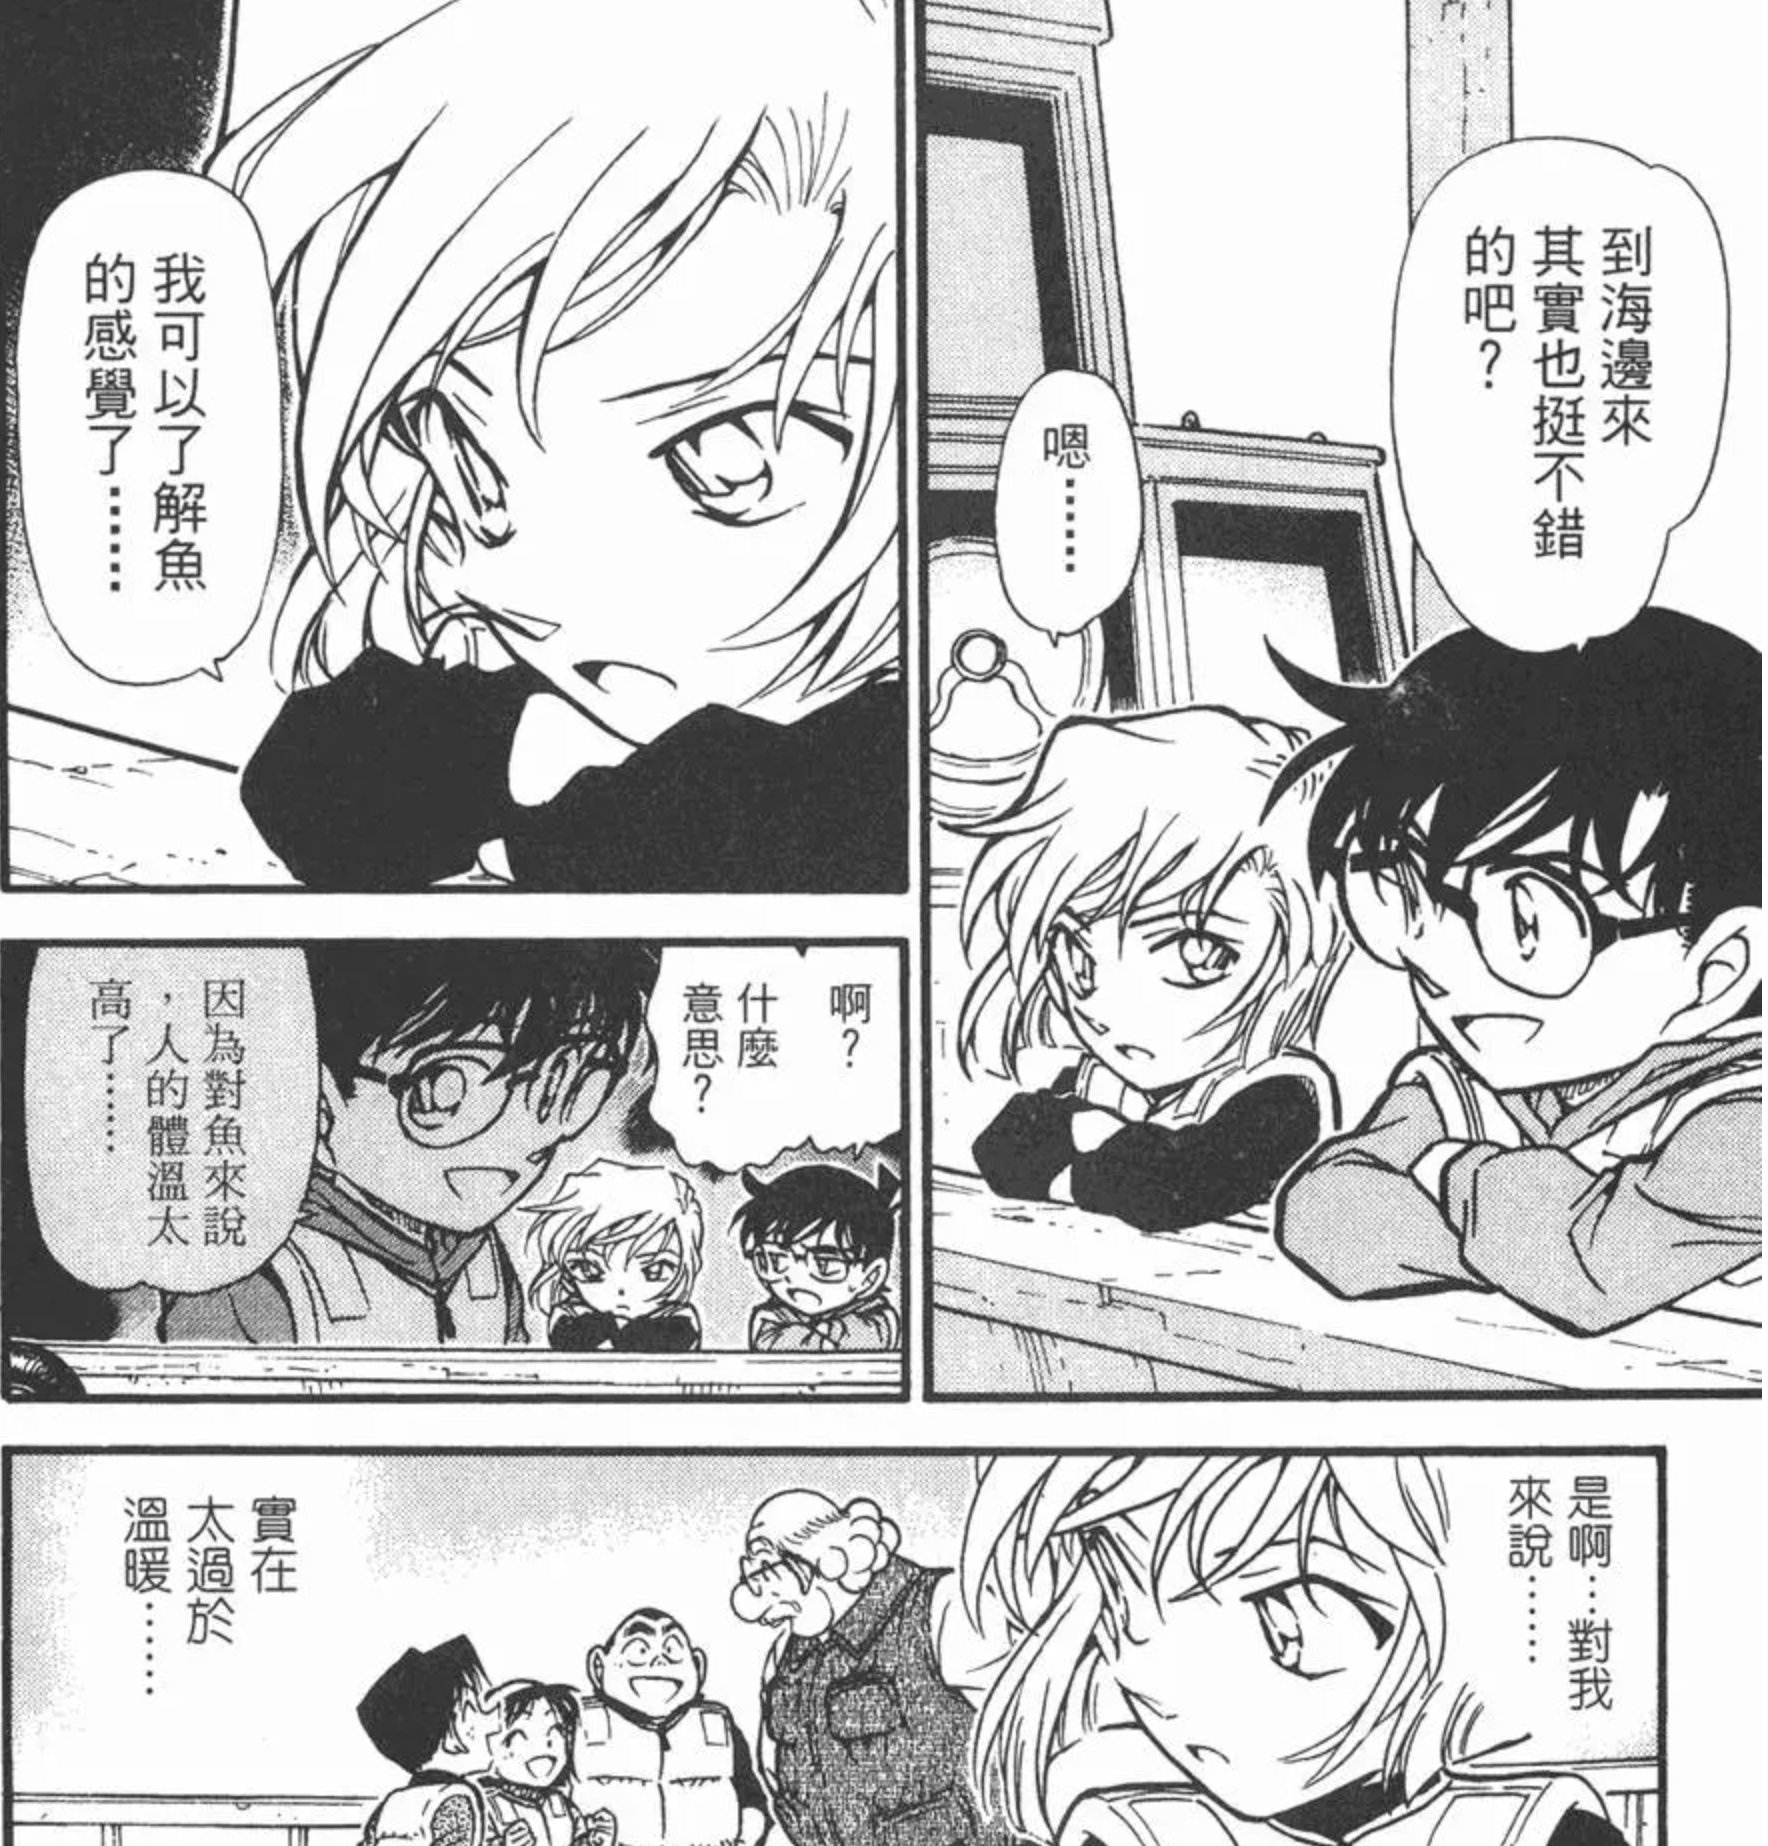 到海邊來
其實也挺不錯
的吧？
嗯……
我可以了解魚
的感覺了……
啊？
什麼
意思？
因為對魚來說
，人的體溫太
高了……
是啊…對我
來說……
實在
太過於
溫暖……